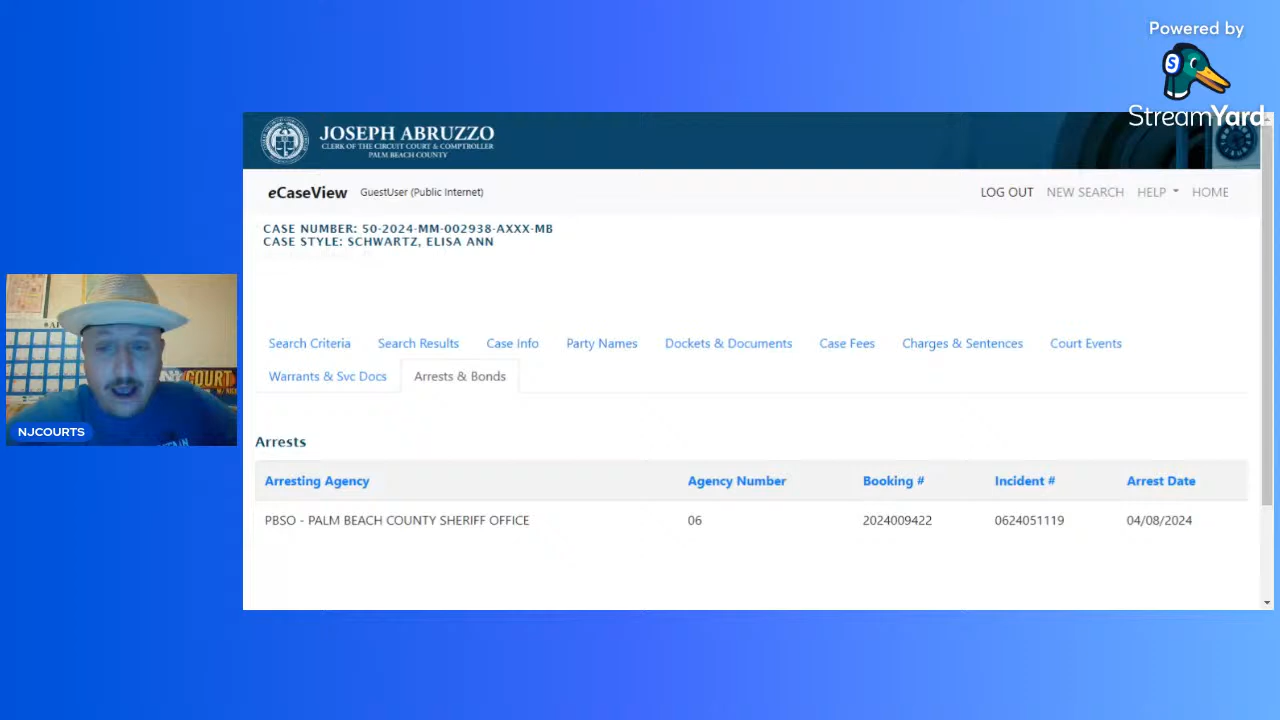 Powered by
StreamYard
JOSEPH ABRUZZO
CLERK OF THE CIRCUIT COURT & COMPTROLLER
PALM BEACH COUNTY
eCaseView GuestUser (Public Internet) LOG OUT NEW SEARCH HELP HOME
CASE NUMBER: 50-2024-MM-002938-AXXX-MB
CASE STYLE: SCHWARTZ, ELISA ANN
Search Criteria Search Results Case Info Party Names Dockets & Documents Case Fees Charges & Sentences Court Events
Warrants & Svc Docs Arrests & Bonds
COURT
NJCOURTS
Arrests
Arresting Agency Agency Number Booking # Incident # Arrest Date
PBSO - PALM BEACH COUNTY SHERIFF OFFICE 06 2024009422 0624051119 04/08/2024